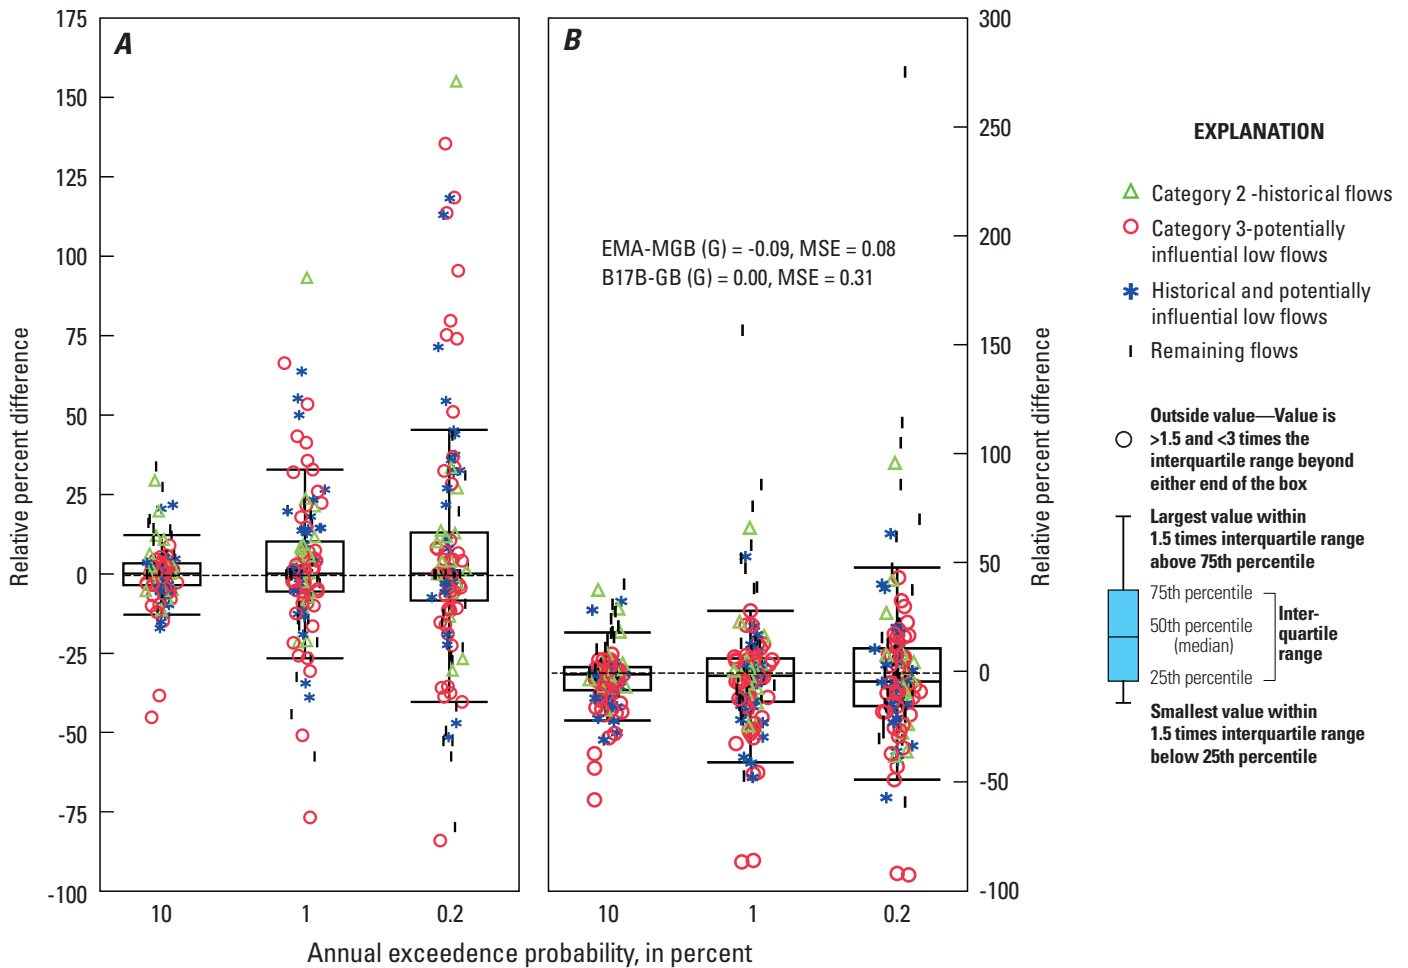 A
175
150
125
100
75
50
25
0
-25
-50
-75
-100
Relative percent difference
10
1
0.2
B
EMA-MGB (G) = -0.09, MSE = 0.08
B17B-GB (G) = 0.00, MSE = 0.31
300
250
200
150
100
50
0
-50
-100
Relative percent difference
10
1
0.2
Annual exceedence probability, in percent
EXPLANATION
Category 2 -historical flows
Category 3-potentially
influential low flows
Historical and potentially
influential low flows
Remaining flows
Outside value—Value is
>1.5 and <3 times the
interquartile range beyond
either end of the box
Largest value within
1.5 times interquartile range
above 75th percentile
75th percentile
50th percentile
(median)
25th percentile
Inter-
quartile
range
Smallest value within
1.5 times interquartile range
below 25th percentile